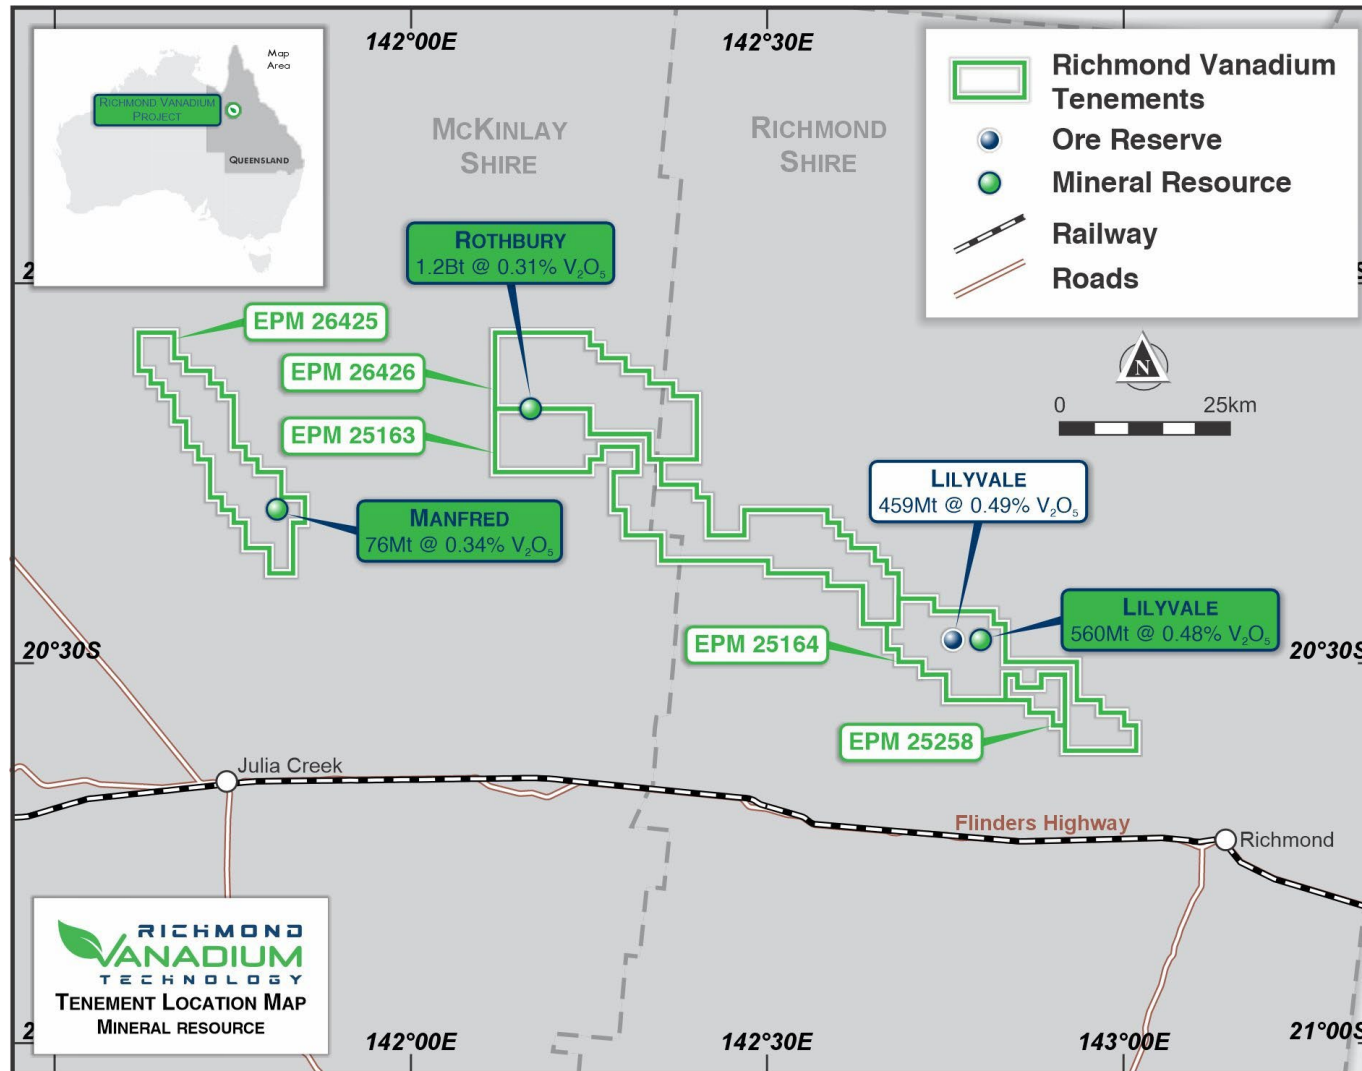 142°00E
142°30E
Map
Area
RICHMOND VANADIUM
PROJECT
QUEENSLAND
MCKINLAY
SHIRE
RICHMOND
SHIRE
Richmond Vanadium
Tenements
Ore Reserve
Mineral Resource
Railway
Roads
ROTHBURY
1.2Bt @ 0.31% V₂O₅
EPM 26425
EPM 26426
EPM 25163
N
0 25km
LILYVALE
459Mt @ 0.49% V₂O₅
MANFRED
76Mt @ 0.34% V₂O₅
LILYVALE
560Mt @ 0.48% V₂O₅
EPM 25164
20°30S
20°30S
EPM 25258
Julia Creek
Flinders Highway
Richmond
RICHMOND
VANADIUM
TECHNOLOGY
TENEMENT LOCATION MAP
MINERAL RESOURCE
142°00E
142°30E
143°00E
21°00S